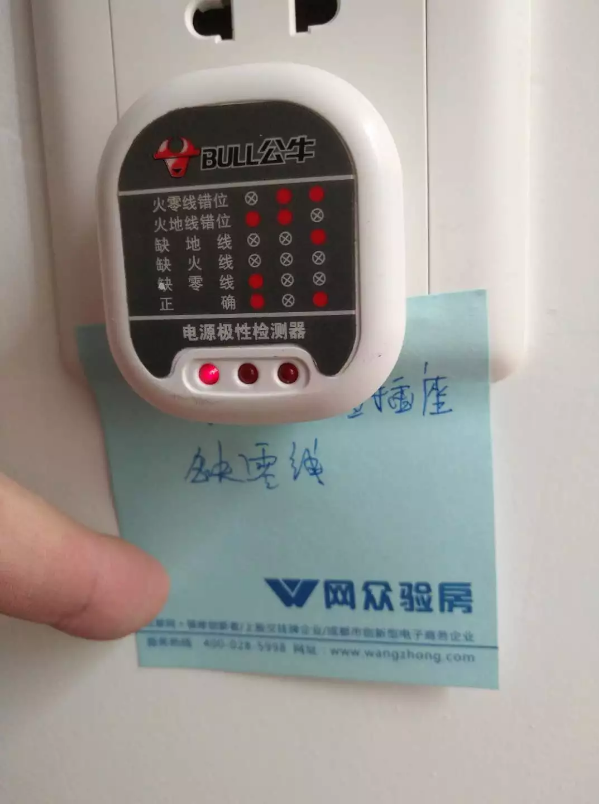 BULL公牛
火零线错位
火地线错位
缺地线
缺火线
缺零线
正确
电源极性检测器
插座
缺零线
网众验房
400-028-5998 网址：www.wangzhong.com